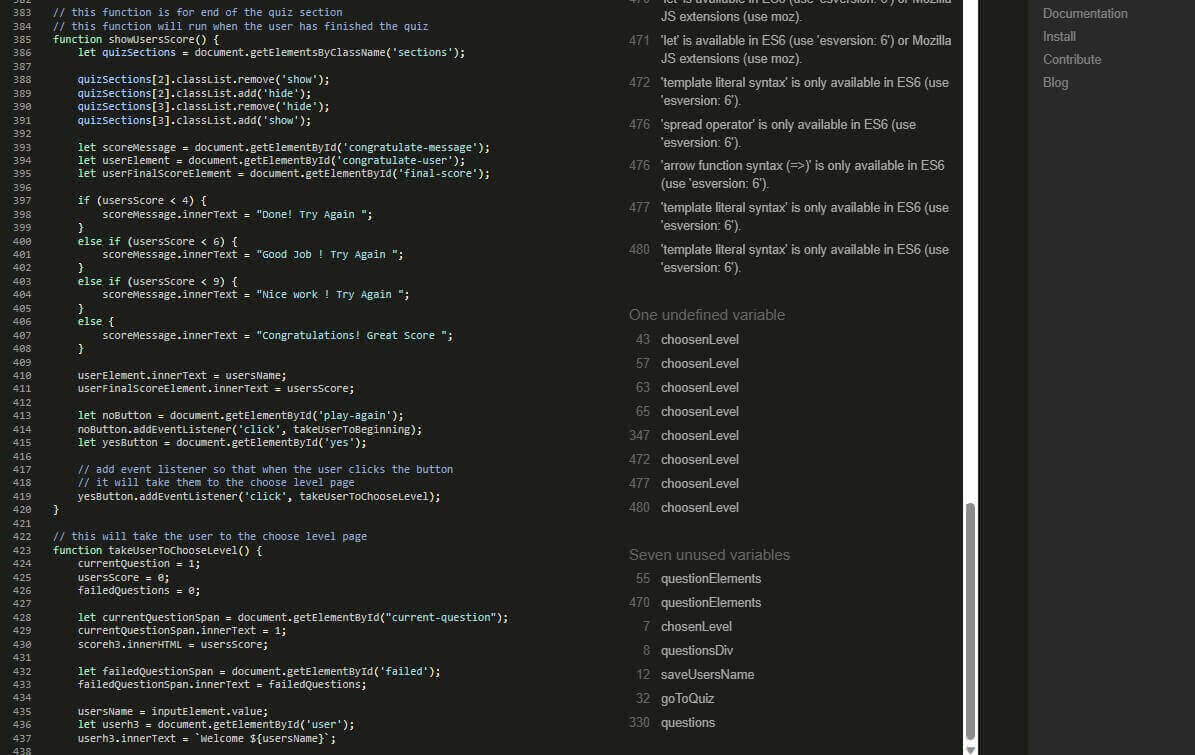 383
384 // this function is for end of the quiz section
384 // this function will run when the user has finished the quiz
385 function showUsersScore() {
386 let quizSections = document.getElementsByClassName('sections');
387
388 quizSections[2].classList.remove('show');
389 quizSections[2].classList.add('hide');
390 quizSections[3].classList.remove('hide');
391 quizSections[3].classList.add('show');
392
393 let scoreMessage = document.getElementById('congratulate-message');
394 let userElement = document.getElementById('congratulate-user');
395 let userFinalScoreElement = document.getElementById('final-score');
396
397 if (usersScore < 4) {
398 scoreMessage.innerText = "Done! Try Again ";
399 }
400 else if (usersScore < 6) {
401 scoreMessage.innerText = "Good Job ! Try Again ";
402 }
403 else if (usersScore < 9) {
404 scoreMessage.innerText = "Nice work ! Try Again ";
405 }
406 else {
407 scoreMessage.innerText = "Congratulations! Great Score ";
408 }
409
410 userElement.innerText = usersName;
411 userFinalScoreElement.innerText = usersScore;
412
413 let noButton = document.getElementById('play-again');
414 noButton.addEventListener('click', takeUserToBeginning);
415 let yesButton = document.getElementById('yes');
416
417 // add event listener so that when the user clicks the button
418 // it will take them to the choose level page
419 yesButton.addEventListener('click', takeUserToChooseLevel);
420 }
421
422 // this will take the user to the choose level page
423 function takeUserToChooseLevel() {
424 currentQuestion = 1;
425 usersScore = 0;
426 failedQuestions = 0;
427
428 let currentQuestionSpan = document.getElementById("current-question");
429 currentQuestionSpan.innerText = 1;
430 scoreh3.innerHTML = usersScore;
431
432 let failedQuestionSpan = document.getElementById('failed');
433 failedQuestionSpan.innerText = failedQuestions;
434
435 usersName = inputElement.value;
436 let userh3 = document.getElementById('user');
437 userh3.innerText = `Welcome ${usersName}`;
438
470 'let' is available in ES6 (use 'esversion: 6') or Mozilla
JS extensions (use moz).
471 'let' is available in ES6 (use 'esversion: 6') or Mozilla
JS extensions (use moz).
472 'template literal syntax' is only available in ES6 (use
'esversion: 6').
476 'spread operator' is only available in ES6 (use
'esversion: 6').
476 'arrow function syntax (=>)' is only available in ES6
(use 'esversion: 6').
477 'template literal syntax' is only available in ES6 (use
'esversion: 6').
480 'template literal syntax' is only available in ES6 (use
'esversion: 6').
One undefined variable
43 choosenLevel
57 choosenLevel
63 choosenLevel
65 choosenLevel
347 choosenLevel
472 choosenLevel
477 choosenLevel
480 choosenLevel
Seven unused variables
55 questionElements
470 questionElements
7 chosenLevel
8 questionsDiv
12 saveUsersName
32 goToQuiz
330 questions
Documentation
Install
Contribute
Blog